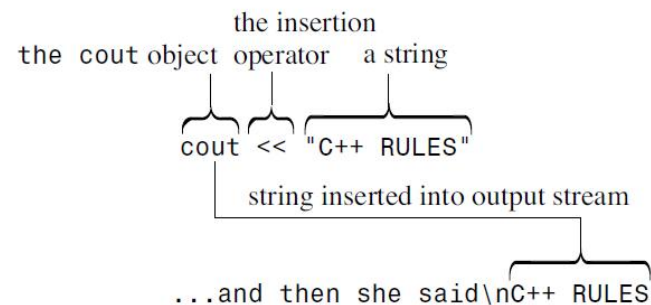 the insertion
the cout object operator a string
cout << "C++ RULES"
string inserted into output stream
...and then she said\nC++ RULES